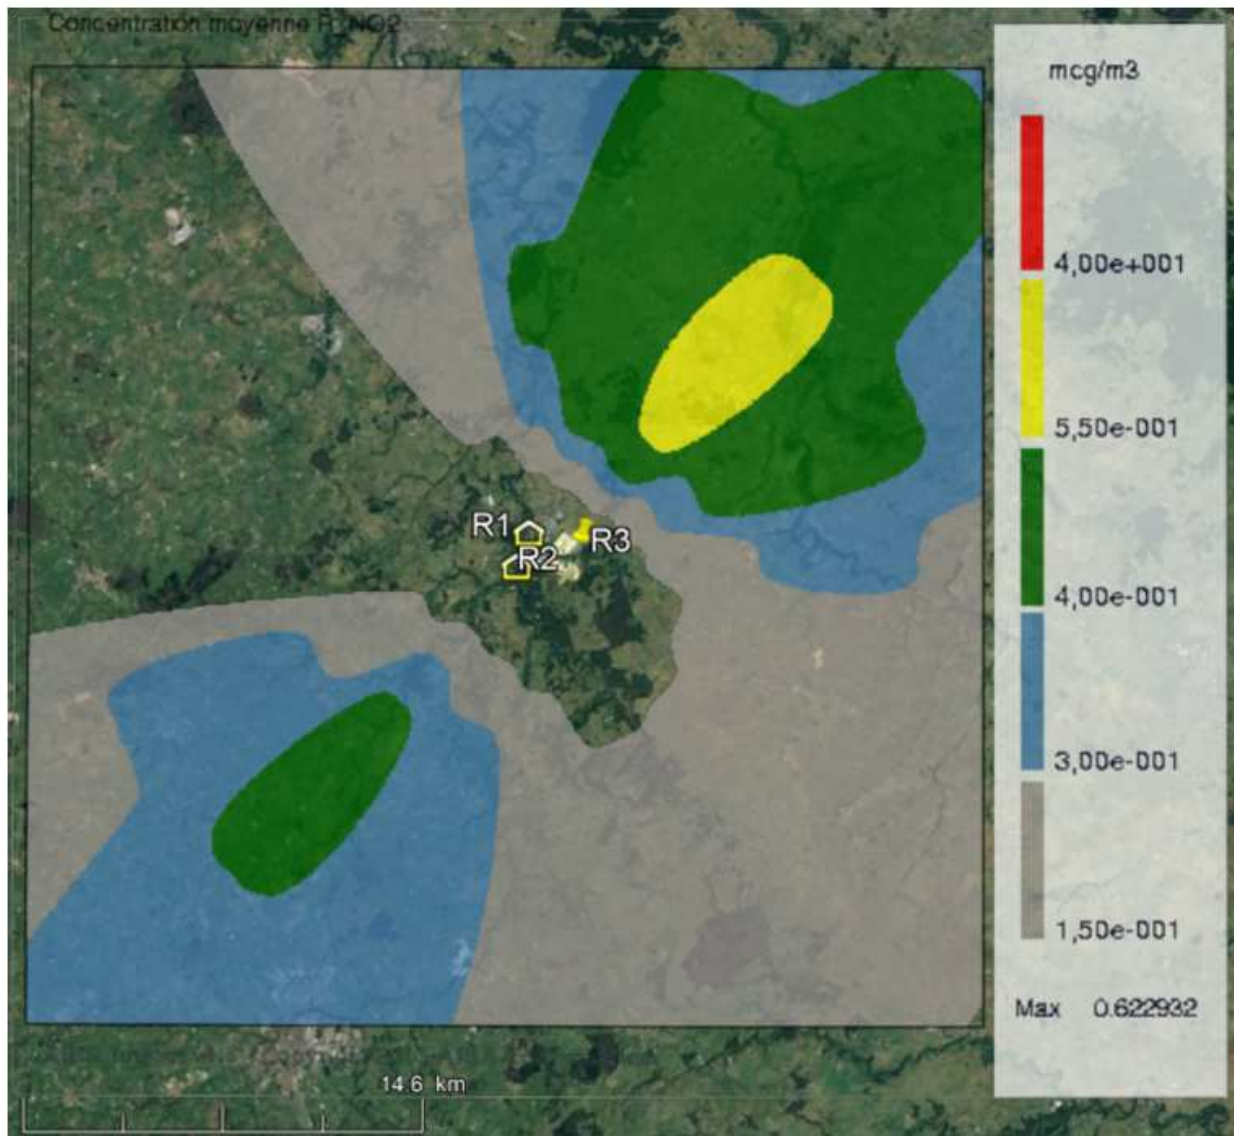 Concentration moyenne R_NO2
mcg/m3
4,00e+001
5,50e-001
4,00e-001
3,00e-001
1,50e-001
Max 0.622932
R1
R2
R3
14.6 km